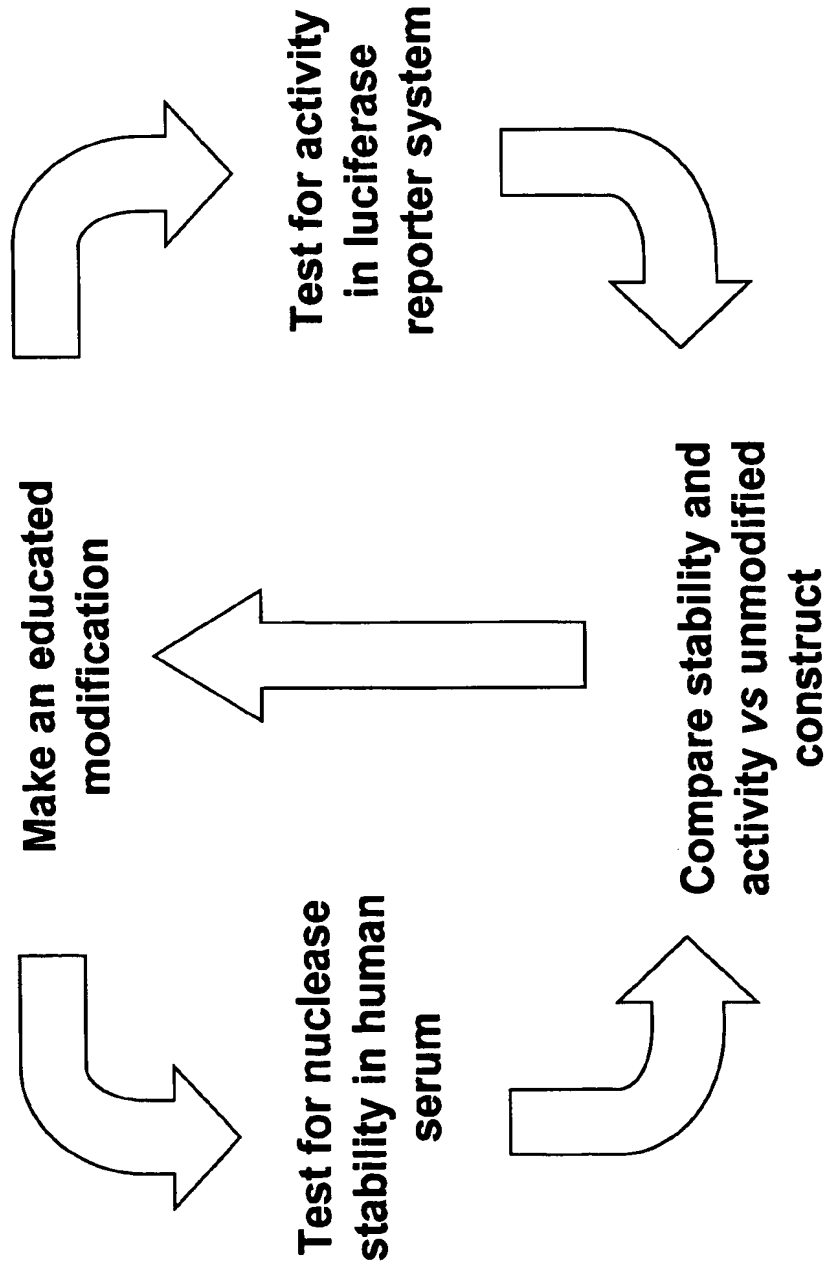 Make an educated
modification
Test for nuclease
stability in human
serum
Test for activity
in luciferase
reporter system
Compare stability and
activity vs unmodified
construct